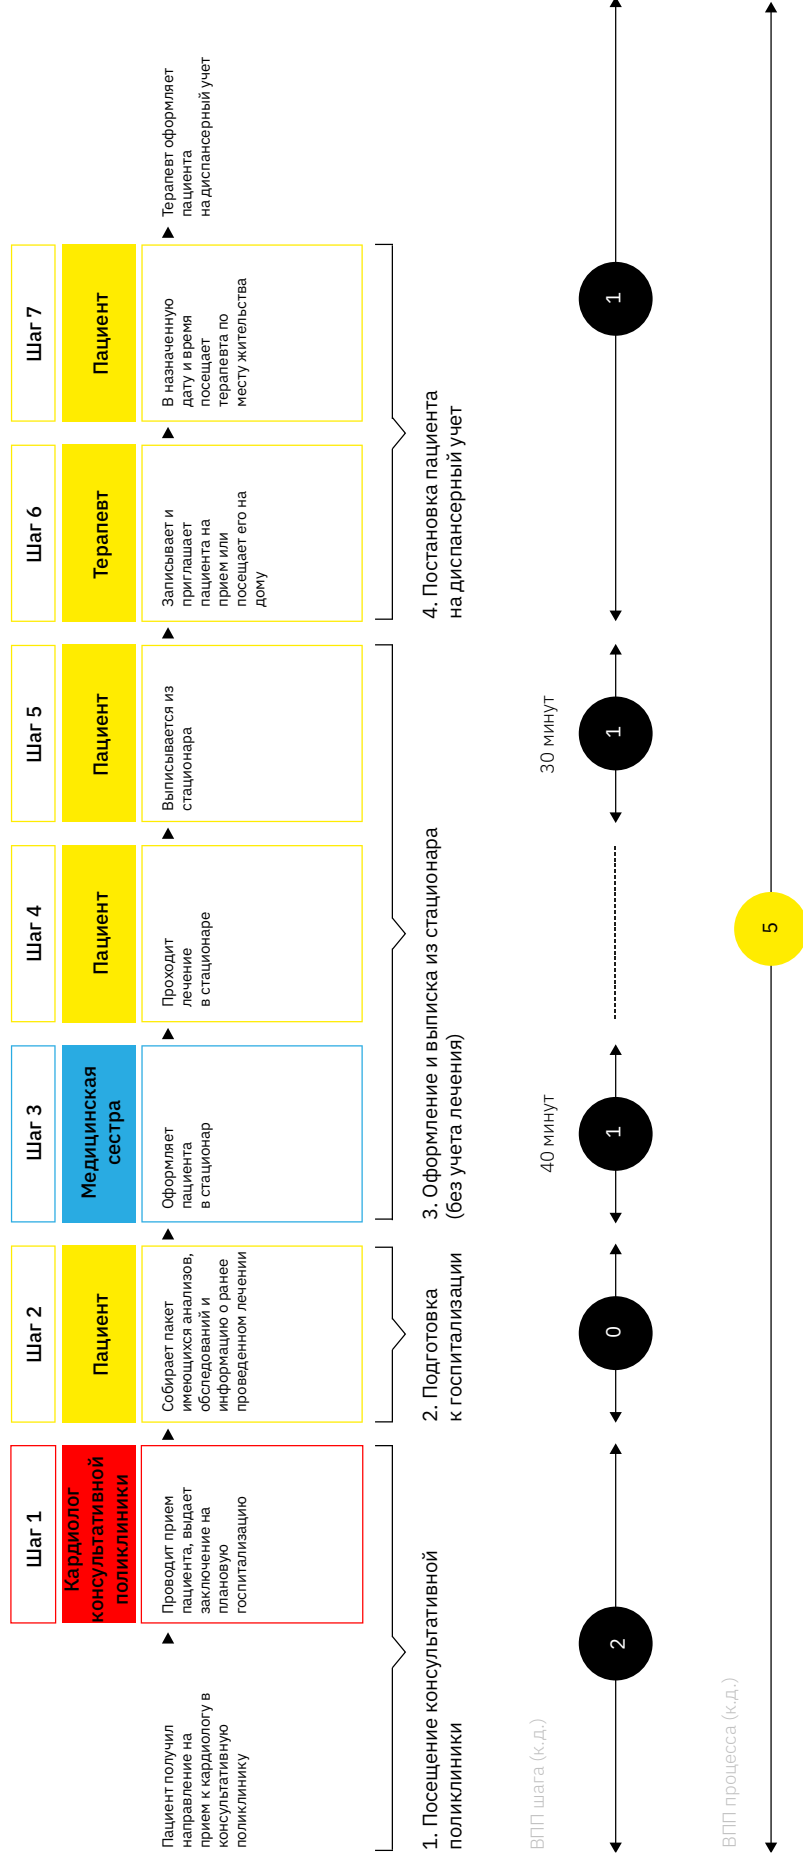 Пациент получил
направление на
прием к кардиологу в
консультативную
поликлинику
Шаг 1
Кардиолог
консультативной
поликлиники
Проводит прием
пациента, выдает
заключение на
плановую
госпитализацию
Шаг 2
Пациент
Собирает пакет
имеющихся анализов,
обследований и
информацию о ранее
проведенном лечении
Шаг 3
Медицинская
сестра
Оформляет
пациента
в стационар
Шаг 4
Пациент
Проходит
лечение
в стационаре
Шаг 5
Пациент
Выписывается из
стационара
Шаг 6
Терапевт
Записывает и
приглашает
пациента на
прием или
посещает его на
дому
Шаг 7
Пациент
В назначенную
дату и время
посещает
терапевта по
месту жительства
Терапевт оформляет
пациента
на диспансерный учет
1. Посещение консультативной
поликлиники
2. Подготовка
к госпитализации
3. Оформление и выписка из стационара
(без учета лечения)
4. Постановка пациента
на диспансерный учет
ВПП шага (к.д.)
40 минут
30 минут
2
0
1
1
1
ВПП процесса (к.д.)
5